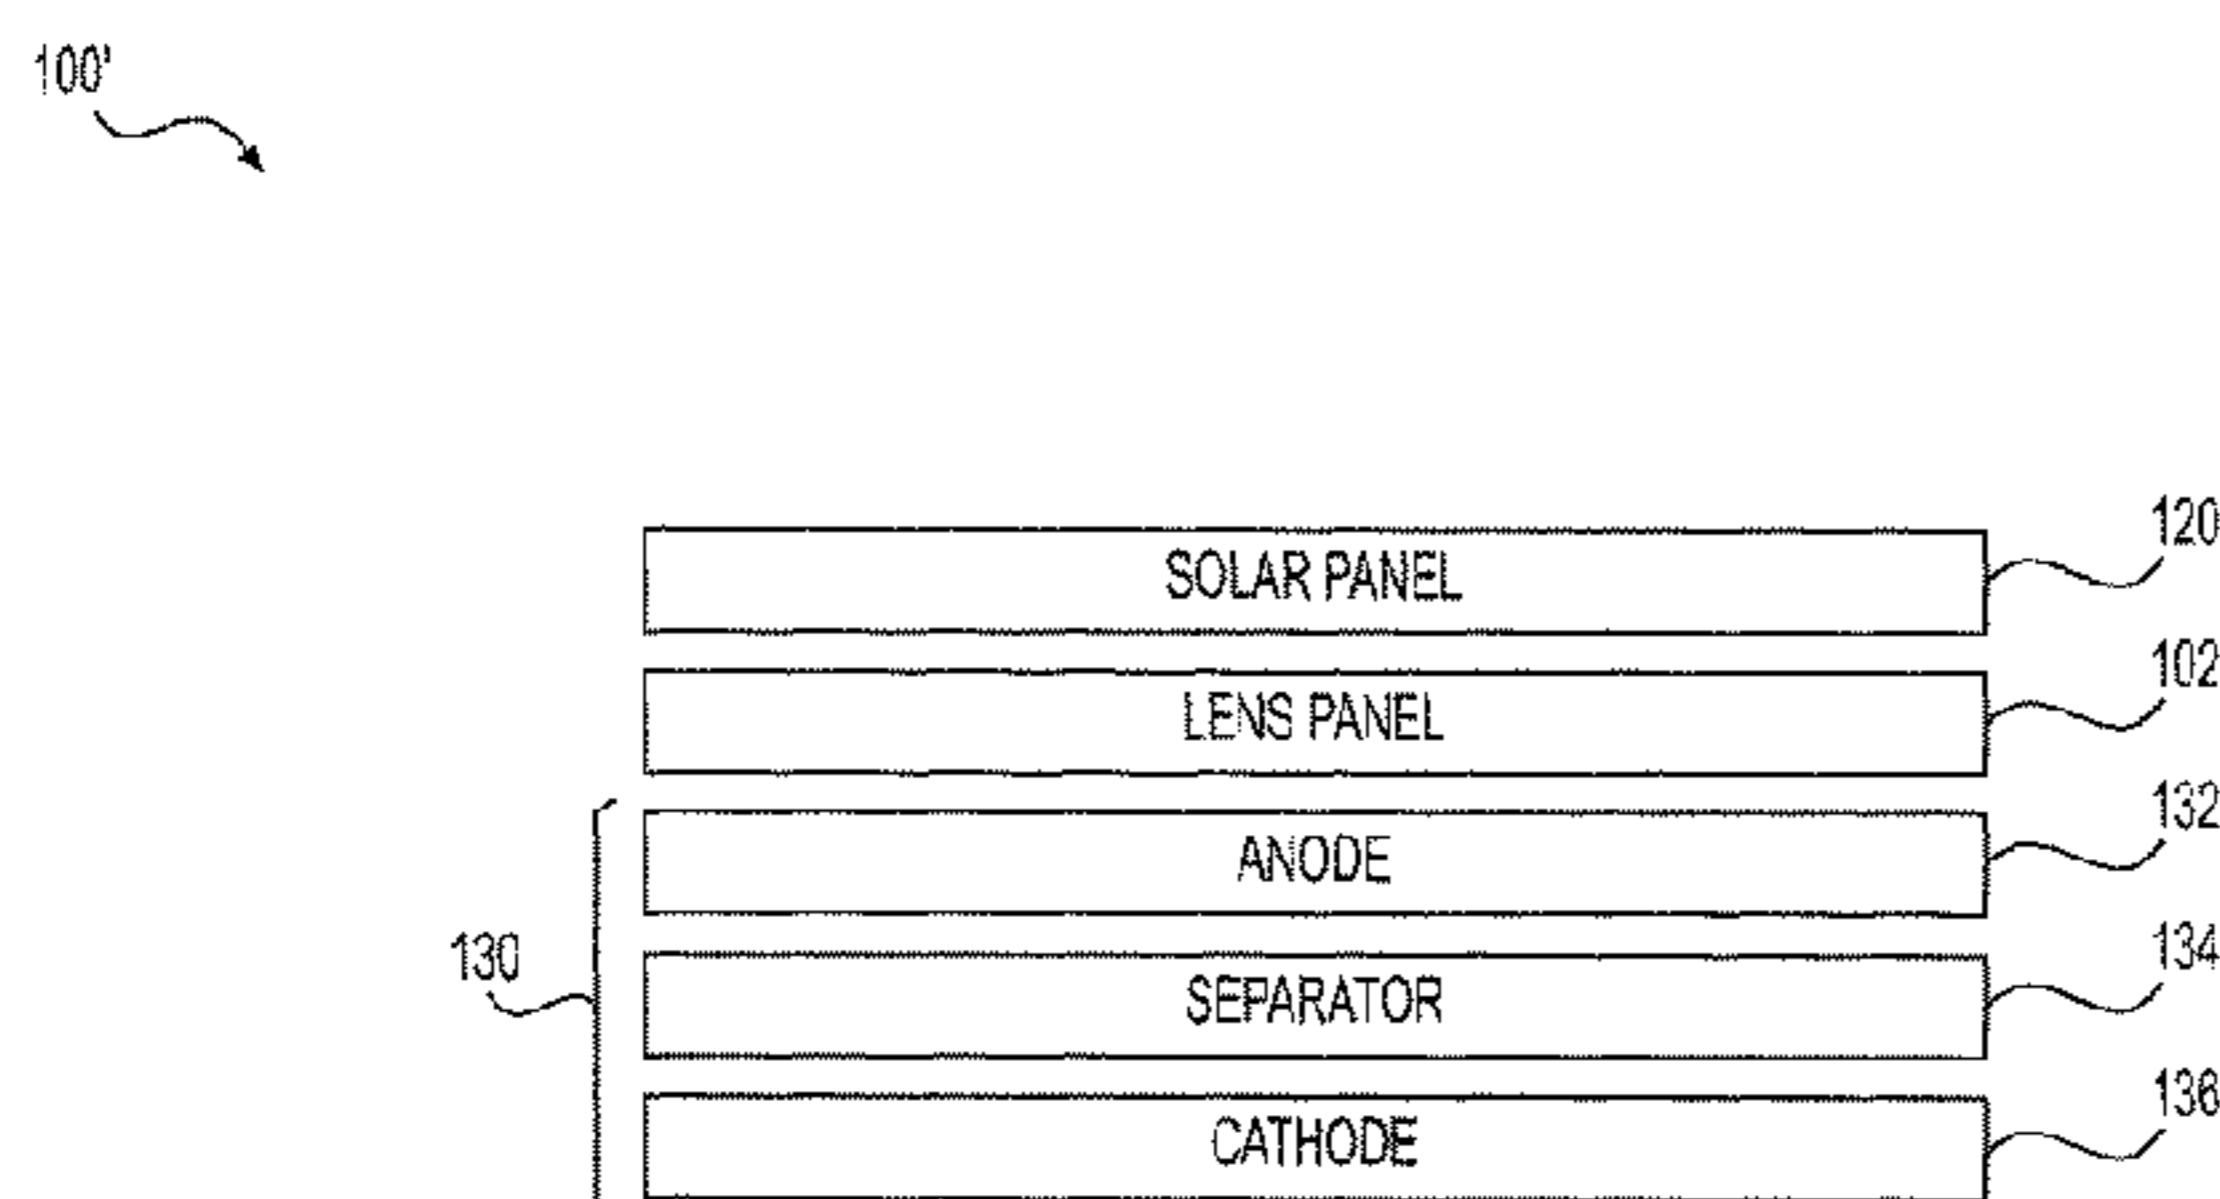 100'
SOLAR PANEL
120
LENS PANEL
102
ANODE
132
130
SEPARATOR
134
CATHODE
136